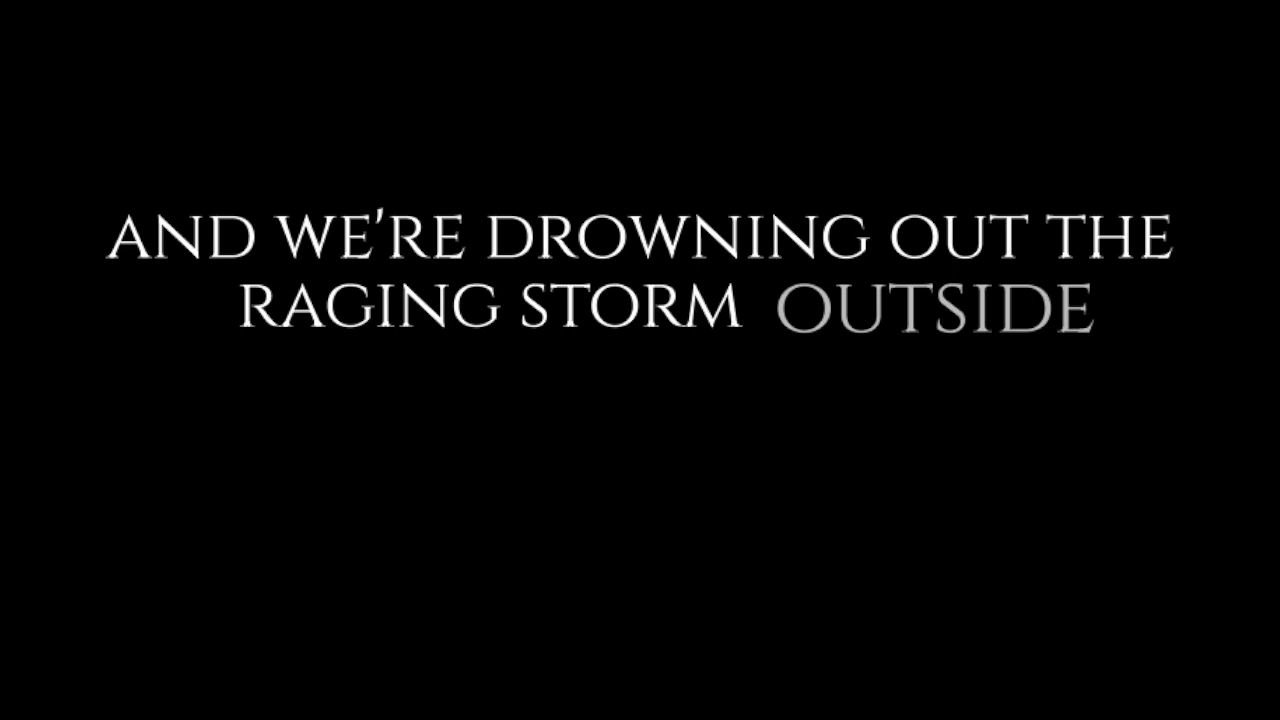 AND WE'RE DROWNING OUT THE
RAGING STORM OUTSIDE